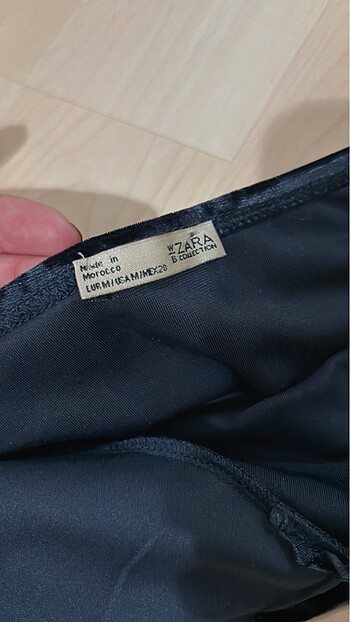 Made in
Morocco
EUR M/USA M/MEX 28
W ZARA
B COLLECTION